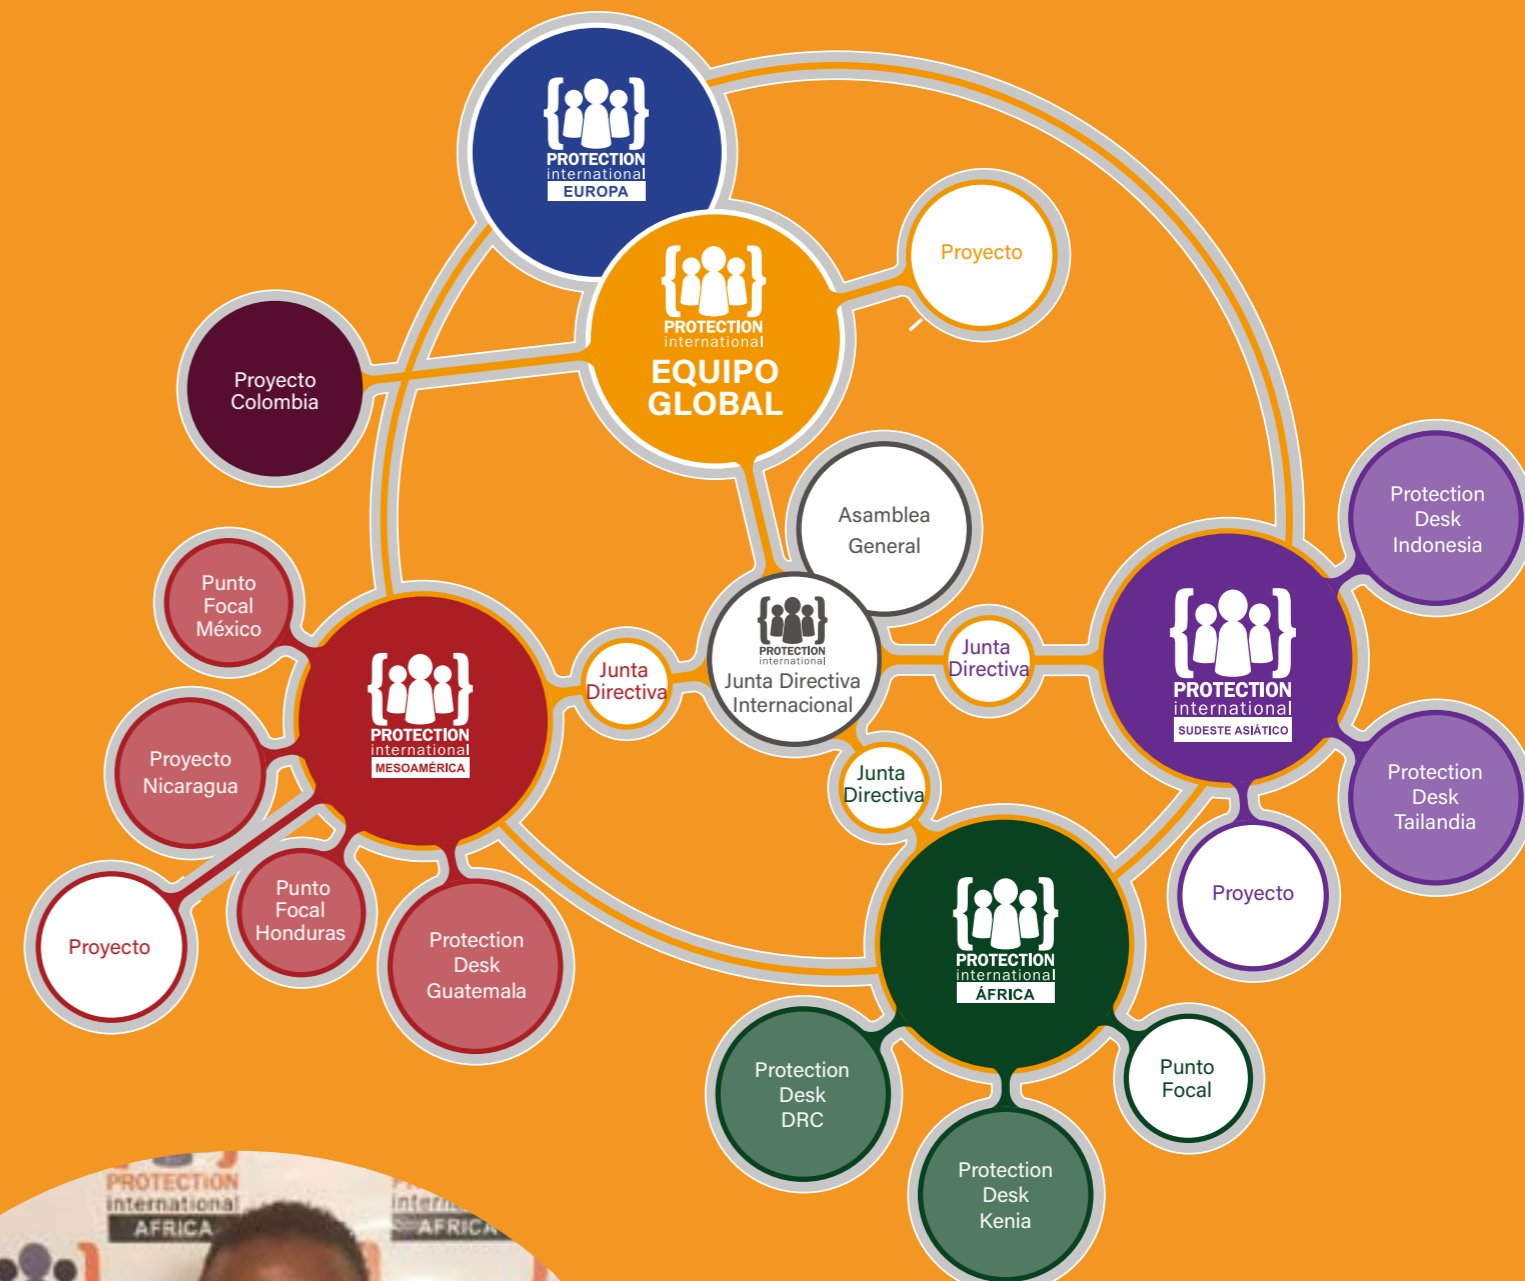 PROTECTION
international
EUROPA
PROTECTION
international
EQUIPO
GLOBAL
Proyecto
Proyecto
Colombia
Asamblea
General
PROTECTION
international
Junta Directiva
Internacional
Junta
Directiva
Junta
Directiva
Junta
Directiva
PROTECTION
international
MESOAMÉRICA
Punto
Focal
México
Proyecto
Nicaragua
Proyecto
Punto
Focal
Honduras
Protection
Desk
Guatemala
PROTECTION
international
SUDESTE ASIÁTICO
Protection
Desk
Indonesia
Protection
Desk
Tailandia
Proyecto
PROTECTION
international
ÁFRICA
Protection
Desk
DRC
Protection
Desk
Kenia
Punto
Focal
PROTECTION
international
AFRICA
AFRICA